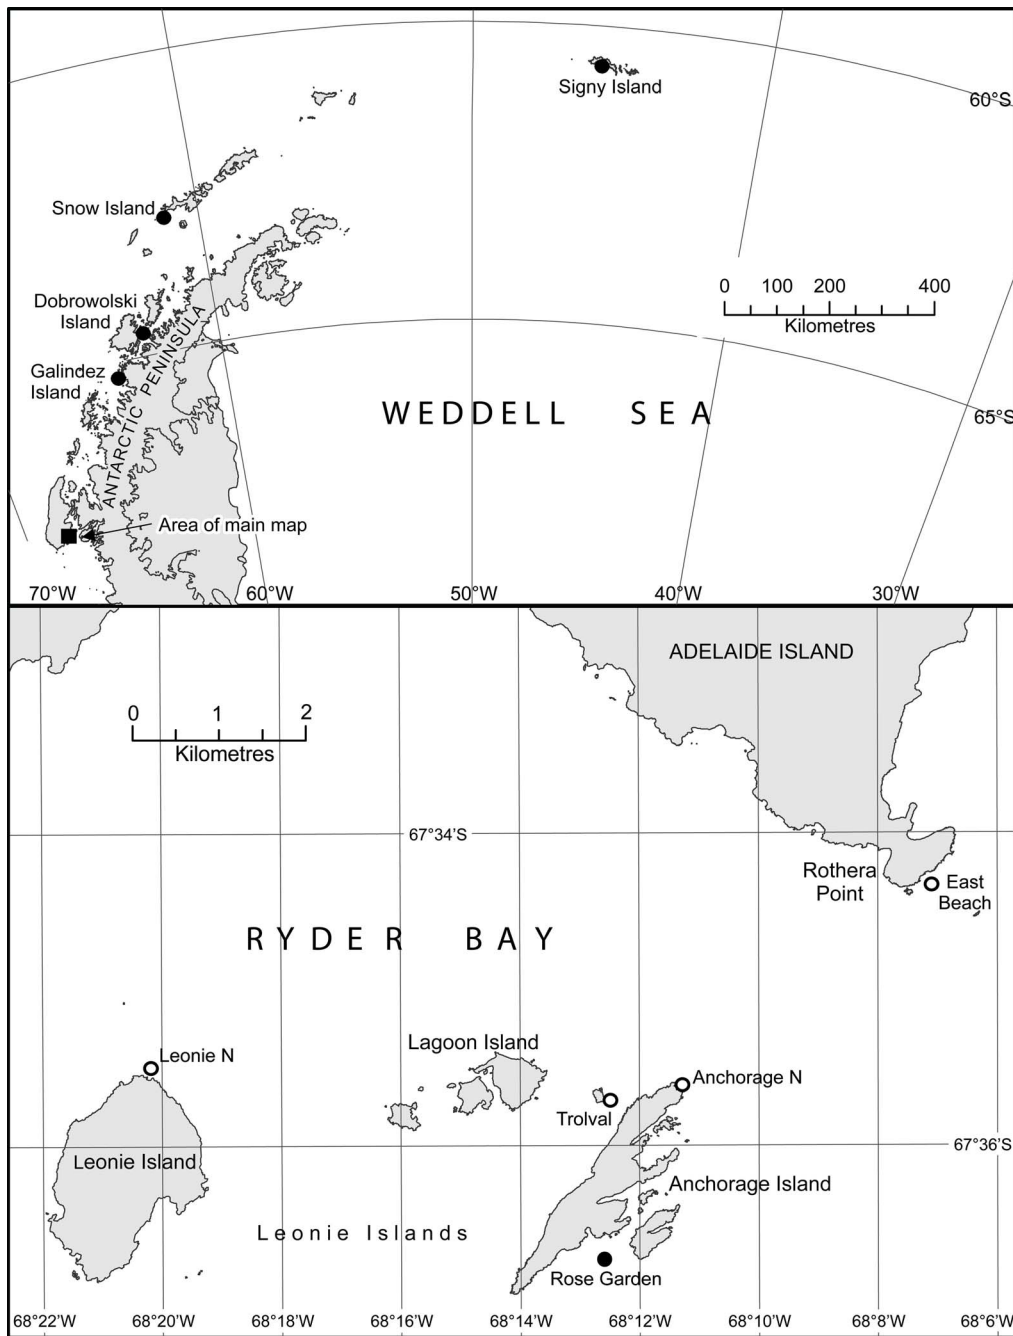 Signy Island
60°S
Snow Island
0 100 200 400
Kilometres
Dobrowolski
Island
Galindez
Island
ANTARCTIC PENINSULA
WEDDELL SEA
65°S
Area of main map
70°W 60°W 50°W 40°W 30°W
ADELAIDE ISLAND
0 1 2
Kilometres
67°34'S
Rothera
Point
East
Beach
RYDER BAY
Lagoon Island
Leonie N
Anchorage N
Trolval
67°36'S
Leonie Island
Anchorage Island
Leonie Islands
Rose Garden
68°22'W 68°20'W 68°18'W 68°16'W 68°14'W 68°12'W 68°10'W 68°8'W 68°6'W